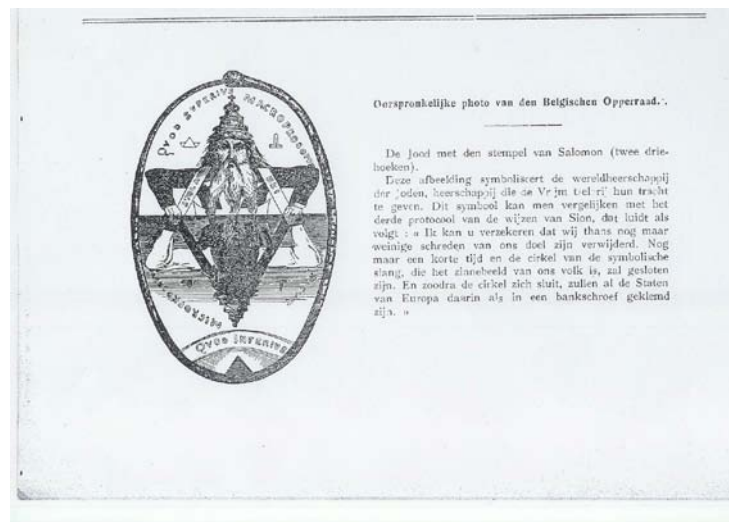 QVOD SVPERIVS
QVOD INFERIVS
Oorspronkelijke photo van den Belgischen Opperraad.·.
De Jood met den stempel van Salomon (twee drie-
hoeken).
Deze afbeelding symboliseert de wereldheerschappij
der joden, heerschappij die de hun tracht
te geven. Dit symbool kan men vergelijken met het
derde protocool van de wijzen van Sion, dat luidt als
volgt : « Ik kan u verzekeren dat wij thans nog maar
weinige schreden van ons doel zijn verwijderd. Nog
maar een korte tijd en de cirkel van de symbolische
slang, die het zinnebeeld van ons volk is, zal gesloten
zijn. En zoodra de cirkel zich sluit, zullen al de Staten
van Europa daarin als in een bankschroef geklemd
zijn. »